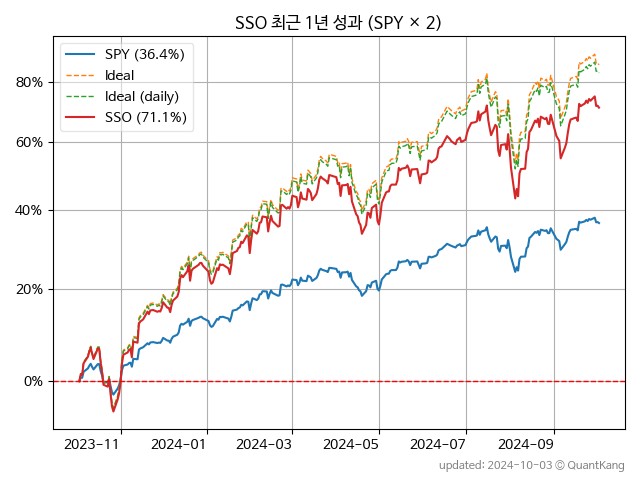 SSO 최근 1년 성과 (SPY × 2)
SPY (36.4%)
Ideal
Ideal (daily)
SSO (71.1%)
80%
60%
40%
20%
0%
2023-11 2024-01 2024-03 2024-05 2024-07 2024-09
updated: 2024-10-03 © QuantKang